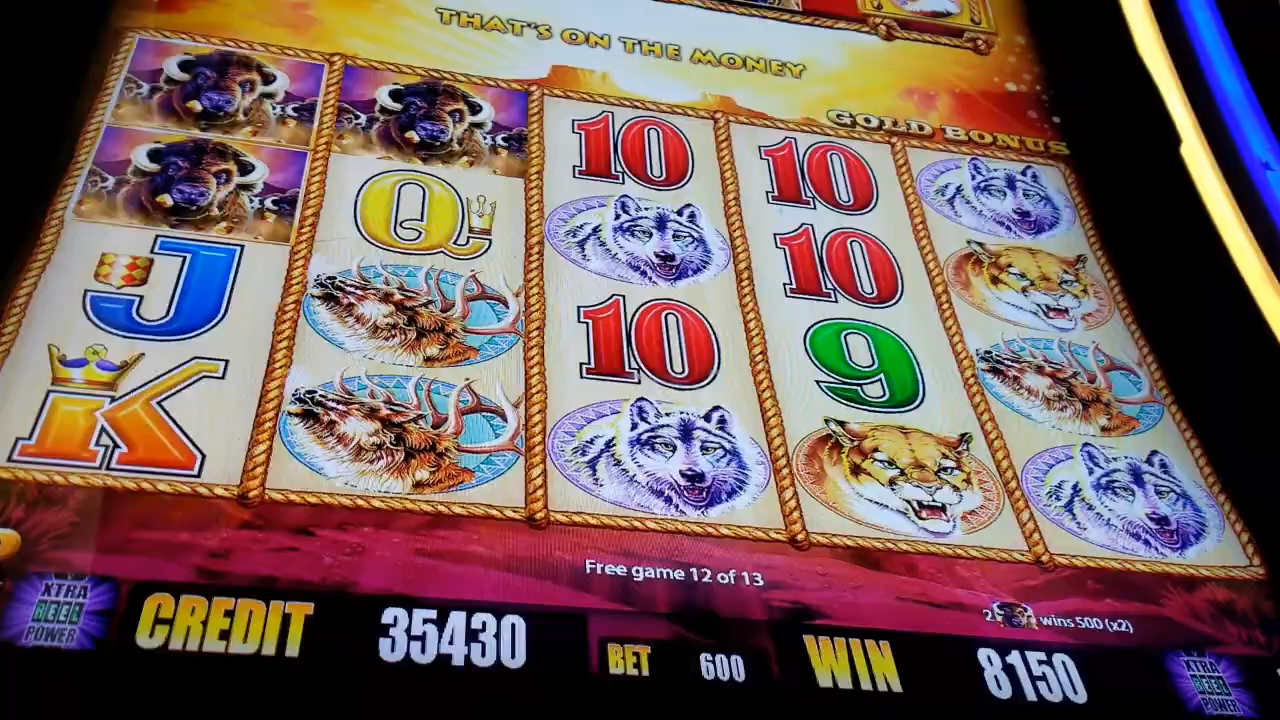 THAT'S ON THE MONEY
GOLD BONUS
10
10
Q
J
10
10
9
K
Free game 12 of 13
2 wins 500 (x2)
XTRA
REEL
POWER
CREDIT 35430 BET 600 WIN 8150
XTRA
REEL
POWER